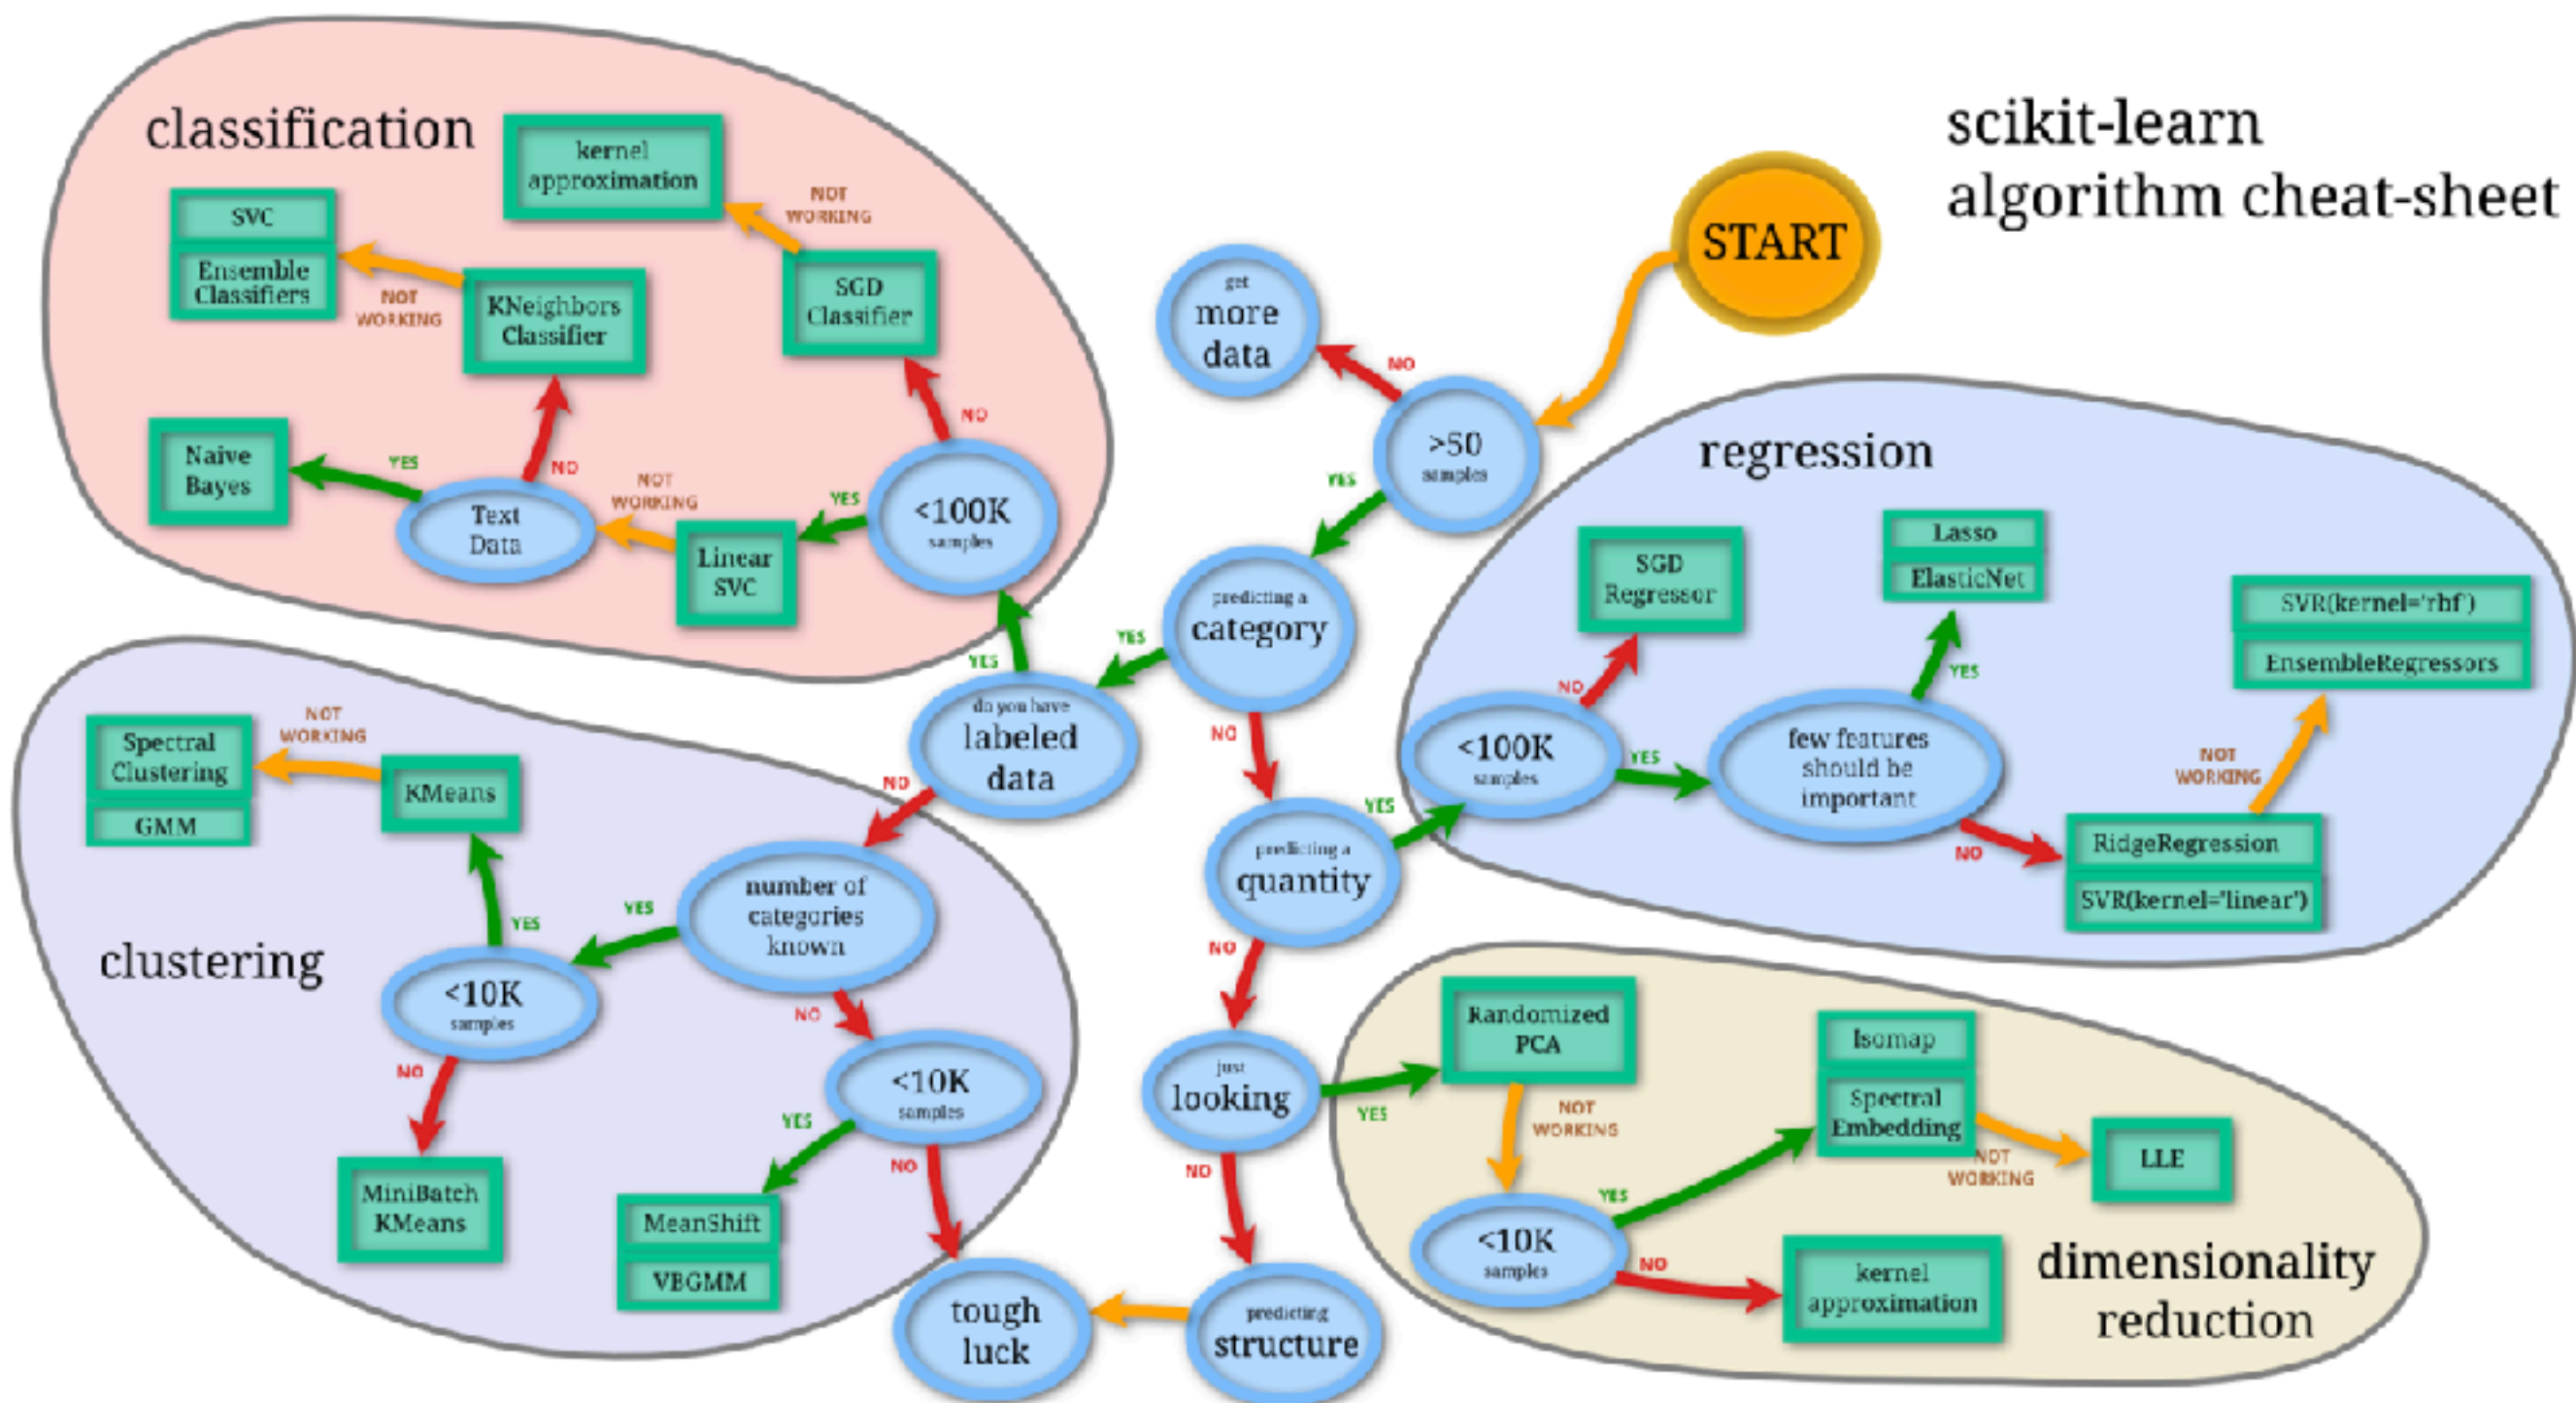 scikit-learn
algorithm cheat-sheet
START
get
more
data
NO
>50
samples
YES
predicting a
category
YES
NO
do you have
labeled
data
YES
NO
predicting a
quantity
YES
NO
just
looking
YES
NO
predicting
structure
tough
luck
classification
kernel
approximation
NOT
WORKING
SVC
Ensemble
Classifiers
NOT
WORKING
KNeighbors
Classifier
SGD
Classifier
NO
Naive
Bayes
YES
NO
Text
Data
NOT
WORKING
Linear
SVC
YES
<100K
samples
regression
SGD
Regressor
Lasso
ElasticNet
SVR(kernel='rbf')
EnsembleRegressors
NO
YES
<100K
samples
YES
few features
should be
important
NOT
WORKING
NO
RidgeRegression
SVR(kernel='linear')
clustering
Spectral
Clustering
GMM
NOT
WORKING
KMeans
YES
number of
categories
known
YES
<10K
samples
NO
NO
<10K
samples
YES
NO
MiniBatch
KMeans
MeanShift
VBGMM
dimensionality
reduction
Randomized
PCA
NOT
WORKING
Isomap
Spectral
Embedding
NOT
WORKING
LLE
YES
<10K
samples
NO
kernel
approximation